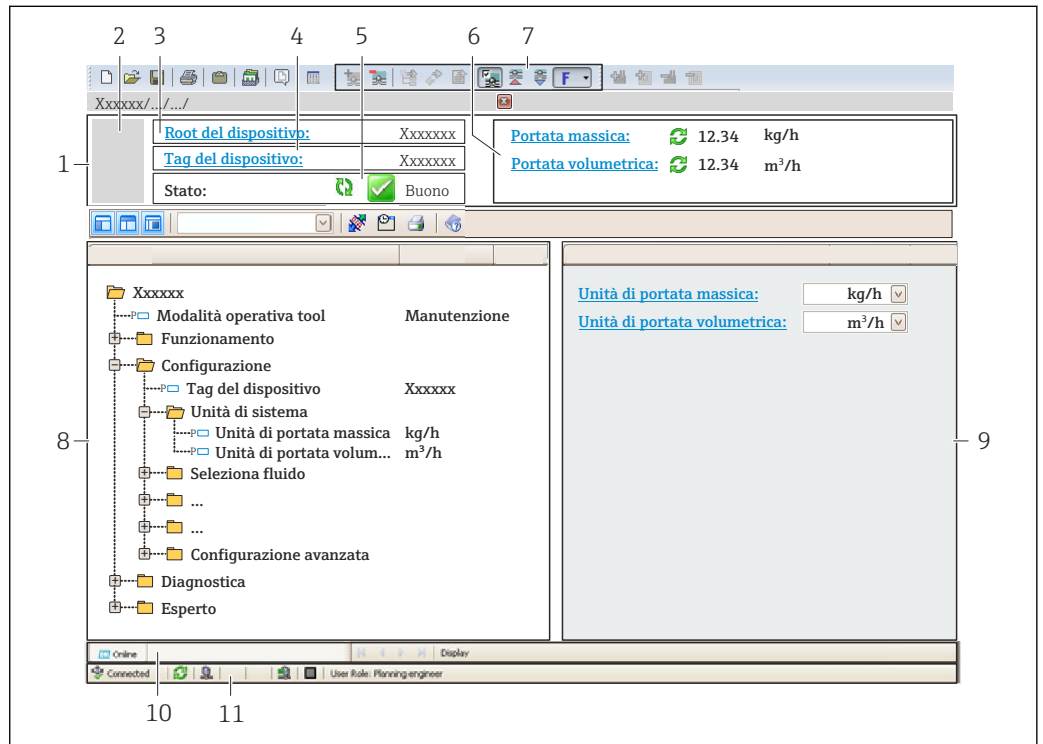 2 3 4 5 6 7
F
Xxxxxx/.../.../
1
Root del dispositivo: Xxxxxxx
Tag del dispositivo: Xxxxxxx
Stato: Buono
Portata massica: 12.34 kg/h
Portata volumetrica: 12.34 m³/h
Xxxxxx
P Modalità operativa tool Manutenzione
Funzionamento
Configurazione
P Tag del dispositivo Xxxxxx
Unità di sistema
P Unità di portata massica kg/h
P Unità di portata volum... m³/h
Seleziona fluido
...
...
Configurazione avanzata
Diagnostica
Esperto
8
Unità di portata massica: kg/h
Unità di portata volumetrica: m³/h
9
Online Display
Connected User Role: Planning engineer
10 11